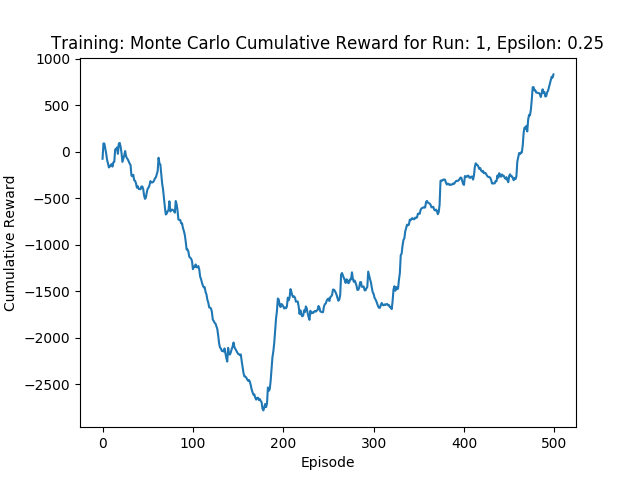 Training: Monte Carlo Cumulative Reward for Run: 1, Epsilon: 0.25
1000
500
0
−500
−1000
−1500
−2000
−2500
Cumulative Reward
0 100 200 300 400 500
Episode